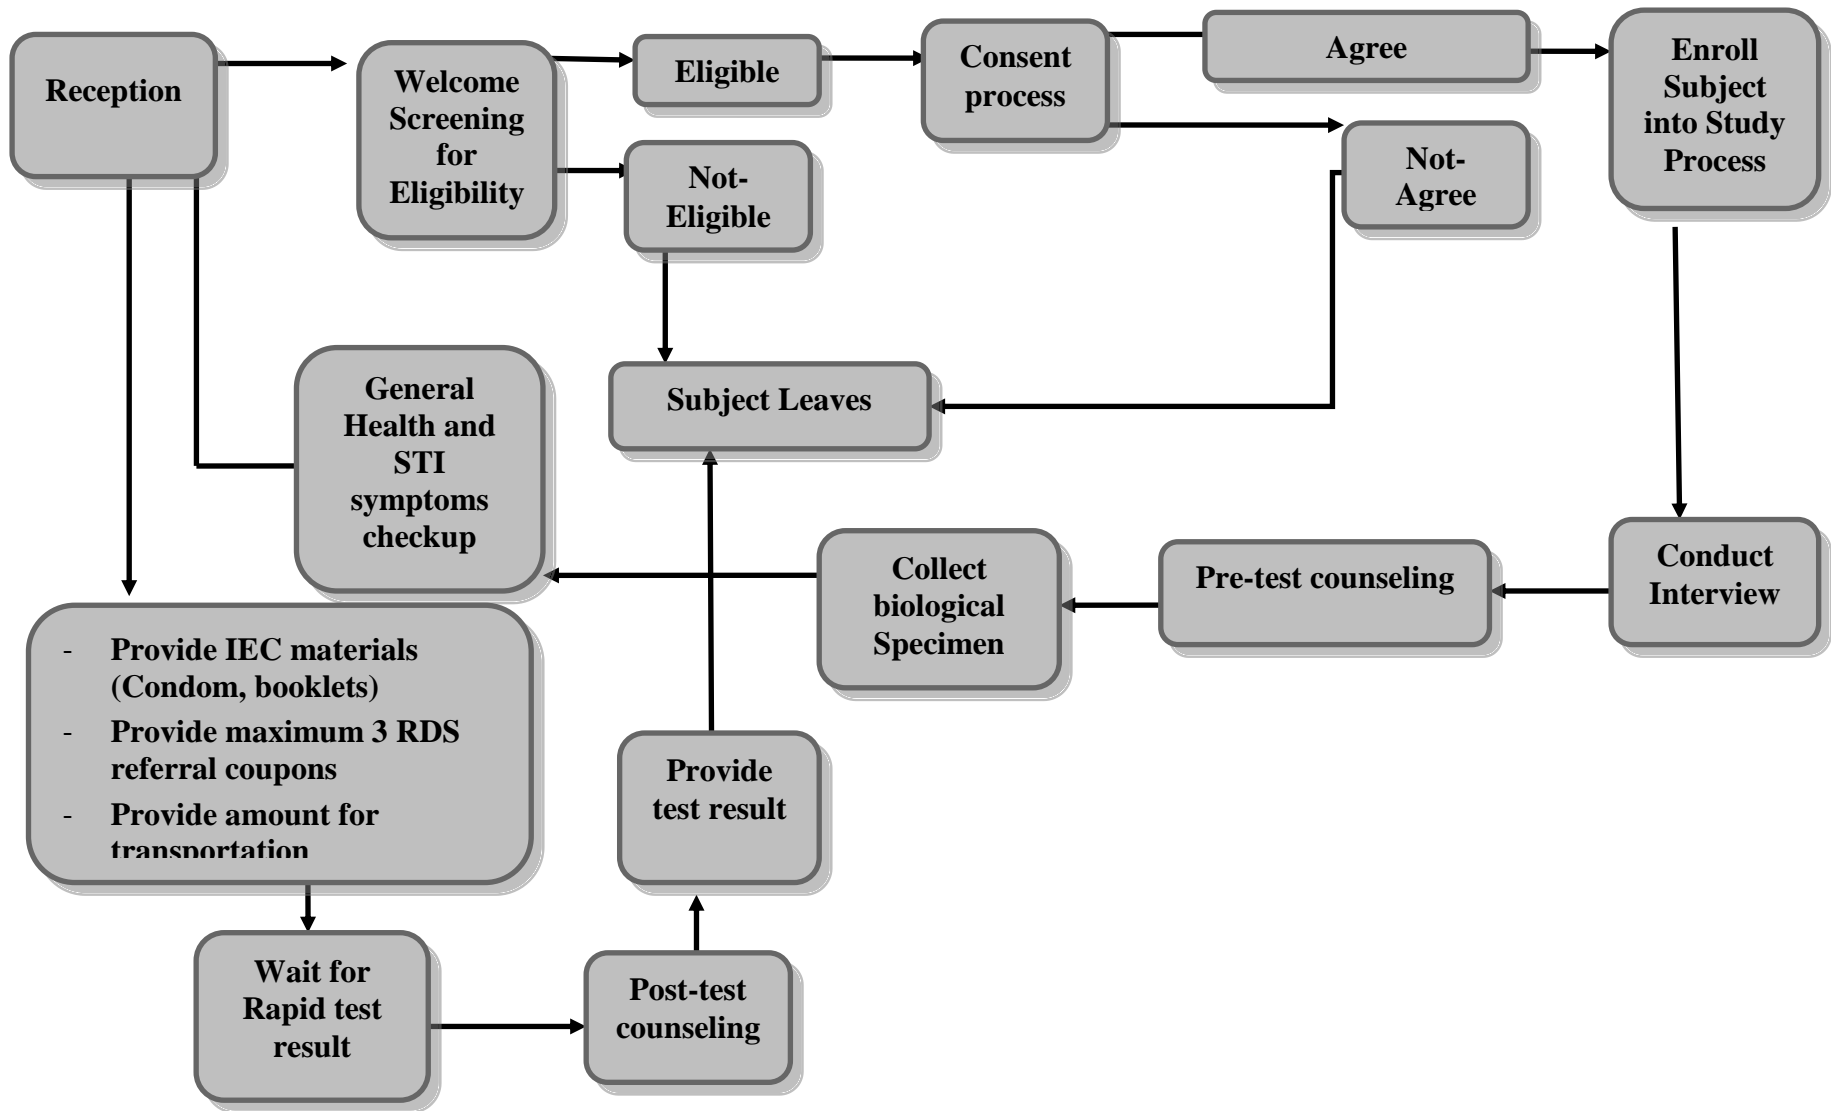 Reception
Welcome
Screening
for
Eligibility
Eligible
Not-
Eligible
Consent
process
Agree
Not-
Agree
Enroll
Subject
into Study
Process
General
Health and
STI
symptoms
checkup
Subject Leaves
Collect
biological
Specimen
Pre-test counseling
Conduct
Interview
- Provide IEC materials
(Condom, booklets)
- Provide maximum 3 RDS
referral coupons
- Provide amount for
transportation
Provide
test result
Wait for
Rapid test
result
Post-test
counseling